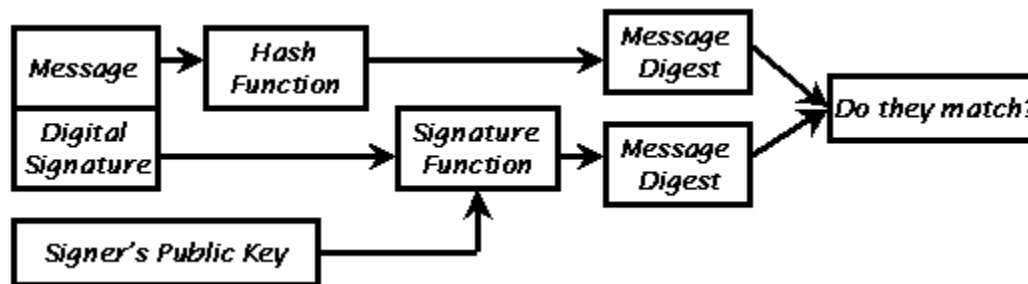 Message
Hash
Function
Message
Digest
Do they match?
Digital
Signature
Signature
Function
Message
Digest
Signer's Public Key